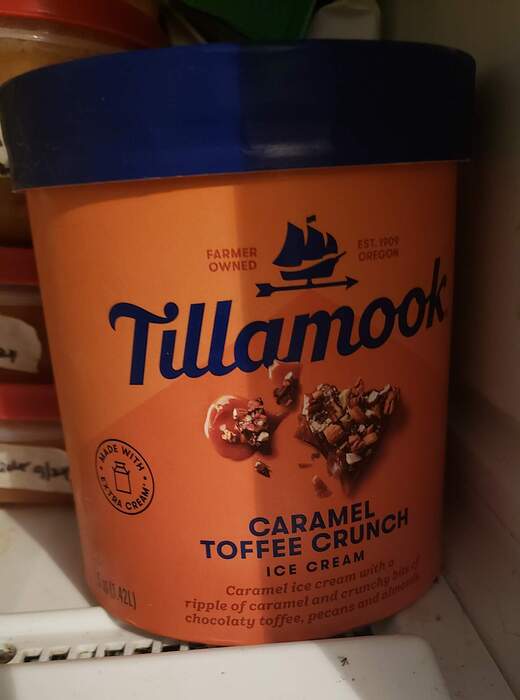 FARMER
OWNED
EST. 1909
OREGON
Tillamook
MADE WITH
EXTRA CREAM*
CARAMEL
TOFFEE CRUNCH
ICE CREAM
Caramel ice cream with a
ripple of caramel and crunchy bits of
chocolaty toffee, pecans and almonds.